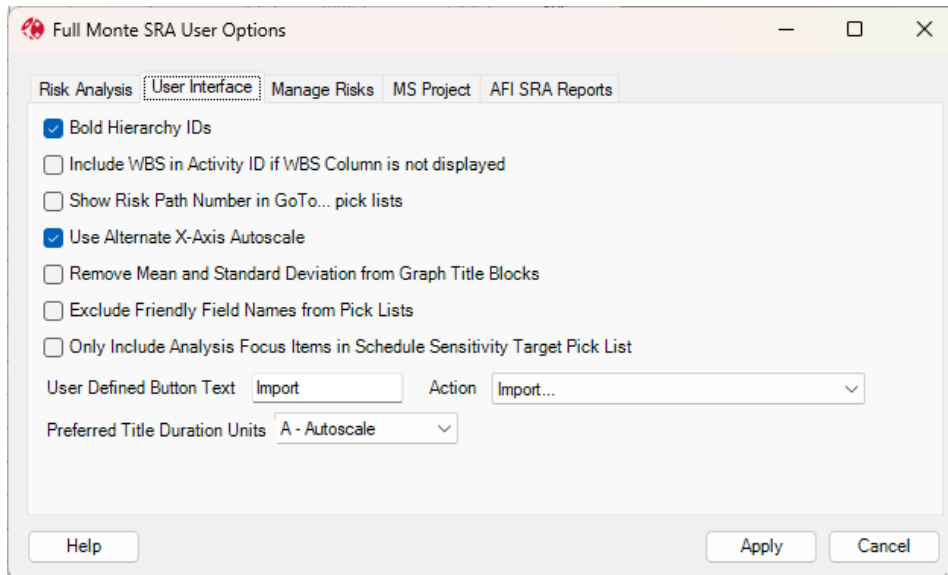 Full Monte SRA User Options
Risk Analysis User Interface Manage Risks MS Project AFI SRA Reports
Bold Hierarchy IDs
Include WBS in Activity ID if WBS Column is not displayed
Show Risk Path Number in GoTo... pick lists
Use Alternate X-Axis Autoscale
Remove Mean and Standard Deviation from Graph Title Blocks
Exclude Friendly Field Names from Pick Lists
Only Include Analysis Focus Items in Schedule Sensitivity Target Pick List
User Defined Button Text Import Action Import...
Preferred Title Duration Units A - Autoscale
Help Apply Cancel